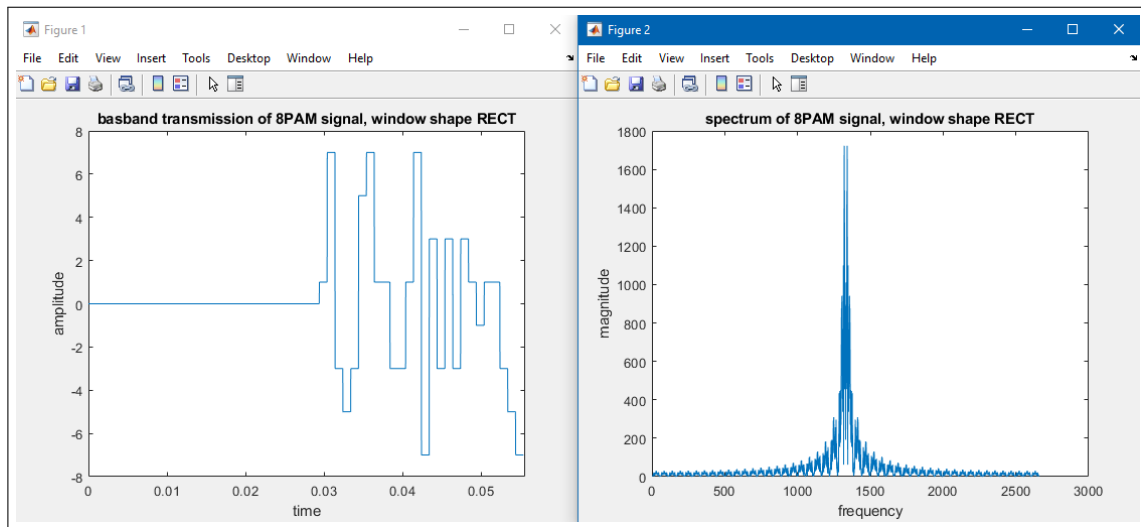 Figure 1
File Edit View Insert Tools Desktop Window Help
basband transmission of 8PAM signal, window shape RECT
8
6
4
2
0
-2
-4
-6
-8
amplitude
0 0.01 0.02 0.03 0.04 0.05
time
Figure 2
File Edit View Insert Tools Desktop Window Help
spectrum of 8PAM signal, window shape RECT
1800
1600
1400
1200
1000
800
600
400
200
0
magnitude
0 500 1000 1500 2000 2500 3000
frequency